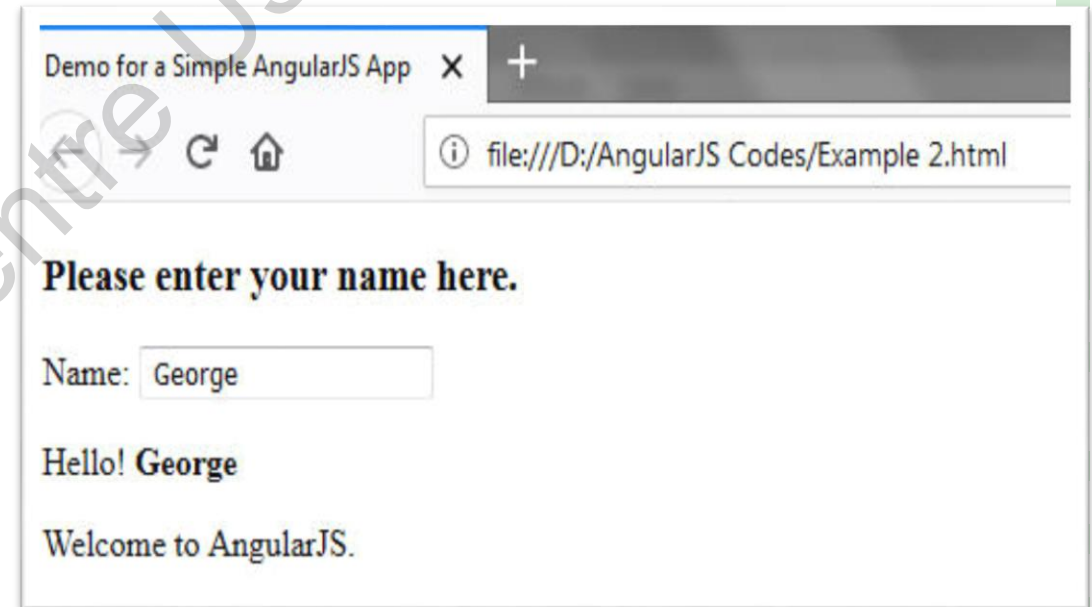 Demo for a Simple AngularJS App
file:///D:/AngularJS Codes/Example 2.html
Please enter your name here.
Name: George
Hello! George
Welcome to AngularJS.